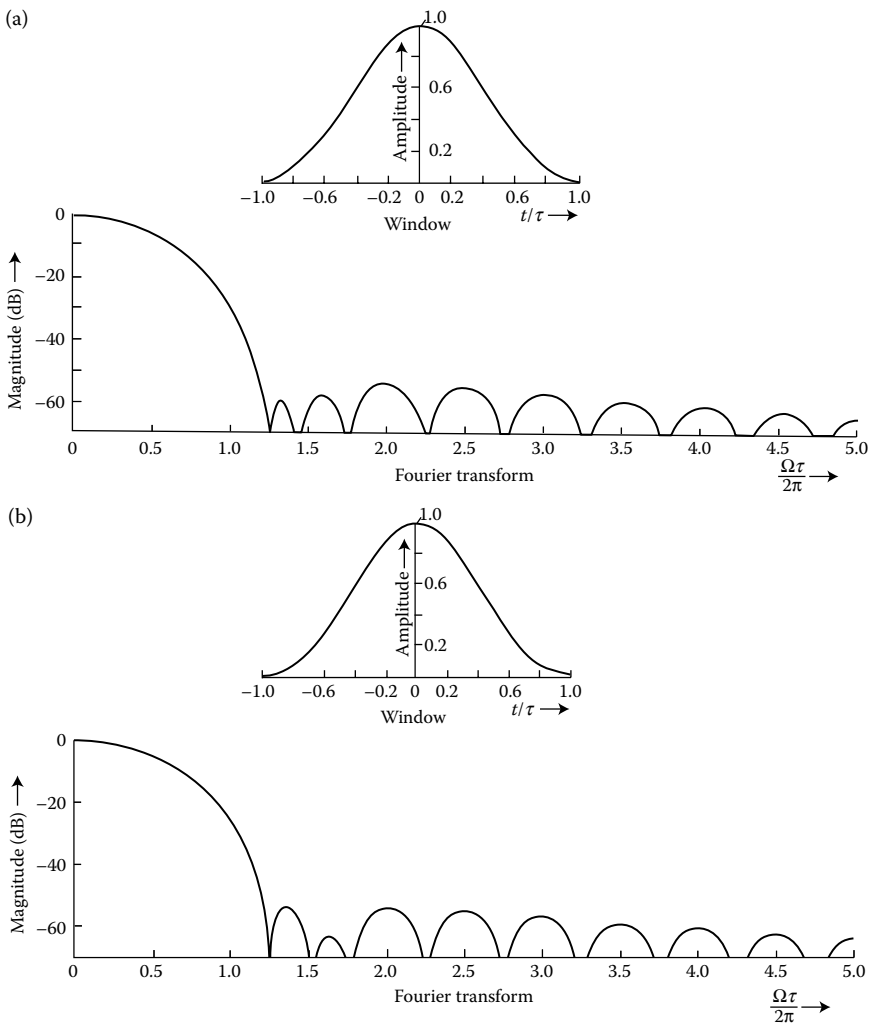 (a)
1.0
Amplitude
0.6
0.2
−1.0 −0.6 −0.2 0 0.2 0.6 1.0
Window
t/τ
0
−20
−40
−60
Magnitude (dB)
0 0.5 1.0 1.5 2.0 2.5 3.0 3.5 4.0 4.5 5.0
Fourier transform
Ωτ
2π
(b)
1.0
Amplitude
0.6
0.2
−1.0 −0.6 −0.2 0 0.2 0.6 1.0
Window
t/τ
0
−20
−40
−60
Magnitude (dB)
0 0.5 1.0 1.5 2.0 2.5 3.0 3.5 4.0 4.5 5.0
Fourier transform
Ωτ
2π